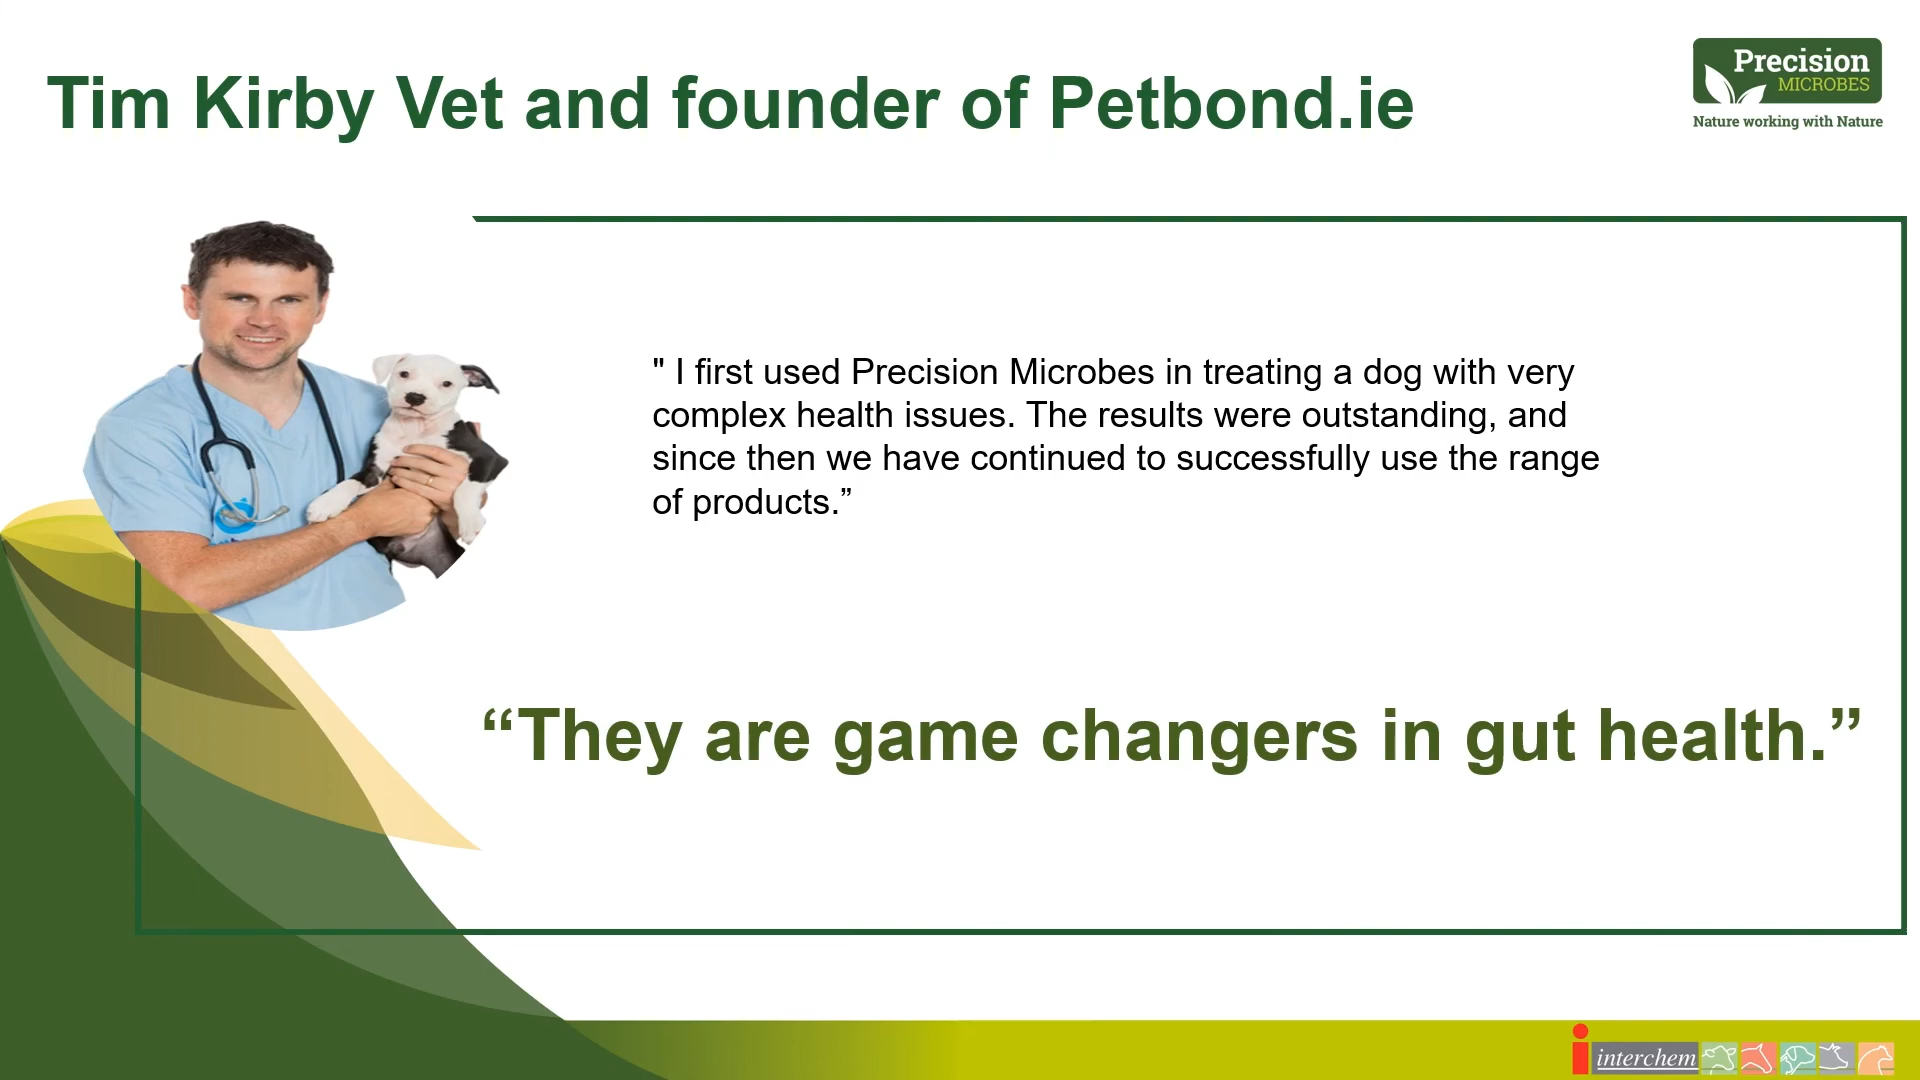 Tim Kirby Vet and founder of Petbond.ie
Precision
MICROBES
Nature working with Nature
" I first used Precision Microbes in treating a dog with very
complex health issues. The results were outstanding, and
since then we have continued to successfully use the range
of products.”
“They are game changers in gut health.”
interchem